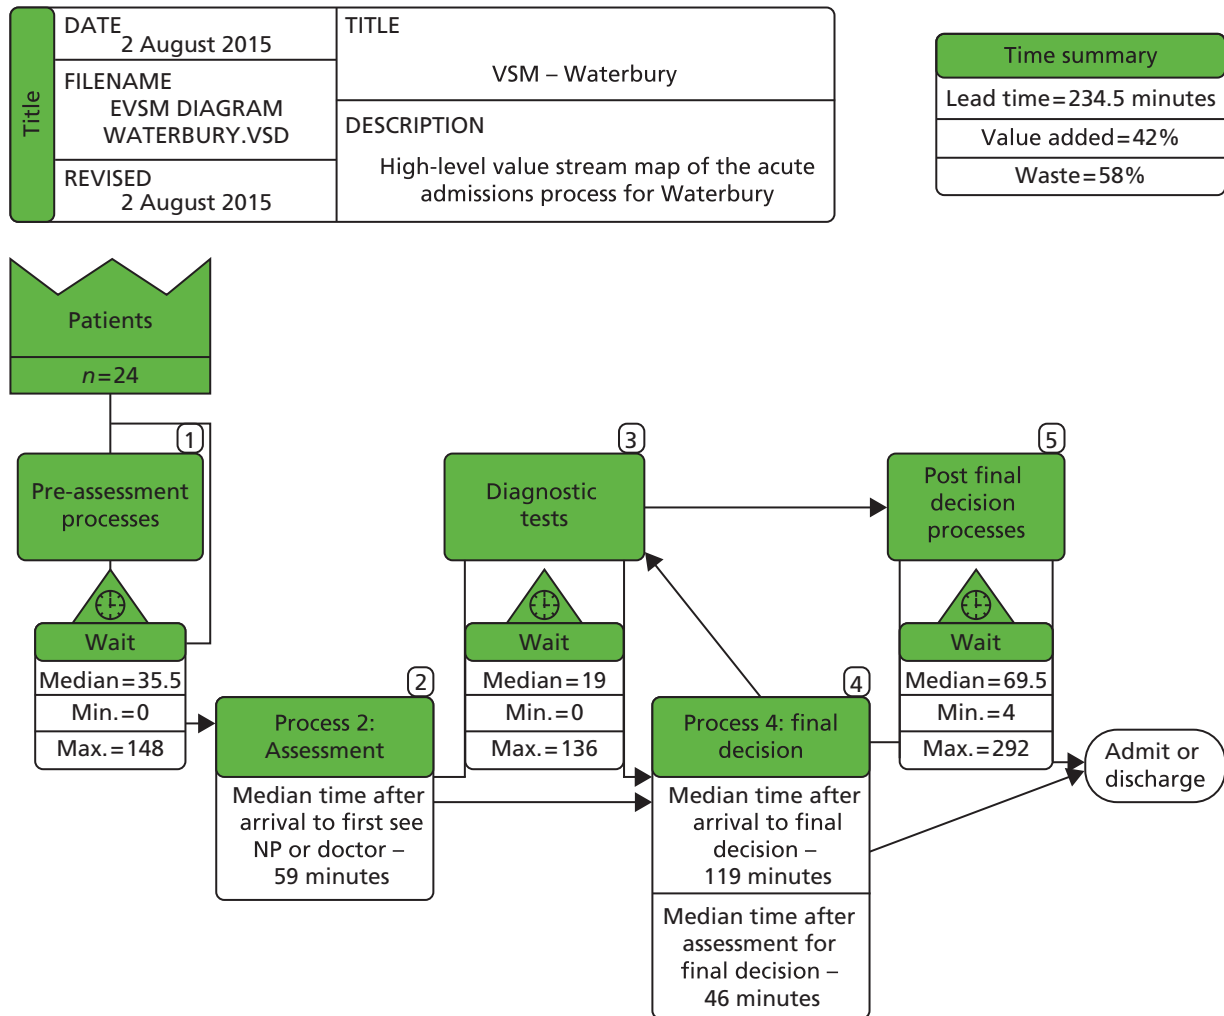 Title
DATE
2 August 2015
FILENAME
EVSM DIAGRAM
WATERBURY.VSD
REVISED
2 August 2015
TITLE
VSM – Waterbury
DESCRIPTION
High-level value stream map of the acute
admissions process for Waterbury
Time summary
Lead time=234.5 minutes
Value added=42%
Waste=58%
Patients
n=24
1
Pre-assessment
processes
Wait
Median=35.5
Min.=0
Max.=148
2
Process 2:
Assessment
Median time after
arrival to first see
NP or doctor –
59 minutes
3
Diagnostic
tests
Wait
Median=19
Min.=0
Max.=136
4
Process 4: final
decision
Median time after
arrival to final
decision –
119 minutes
Median time after
assessment for
final decision –
46 minutes
5
Post final
decision
processes
Wait
Median=69.5
Min.=4
Max.=292
Admit or
discharge